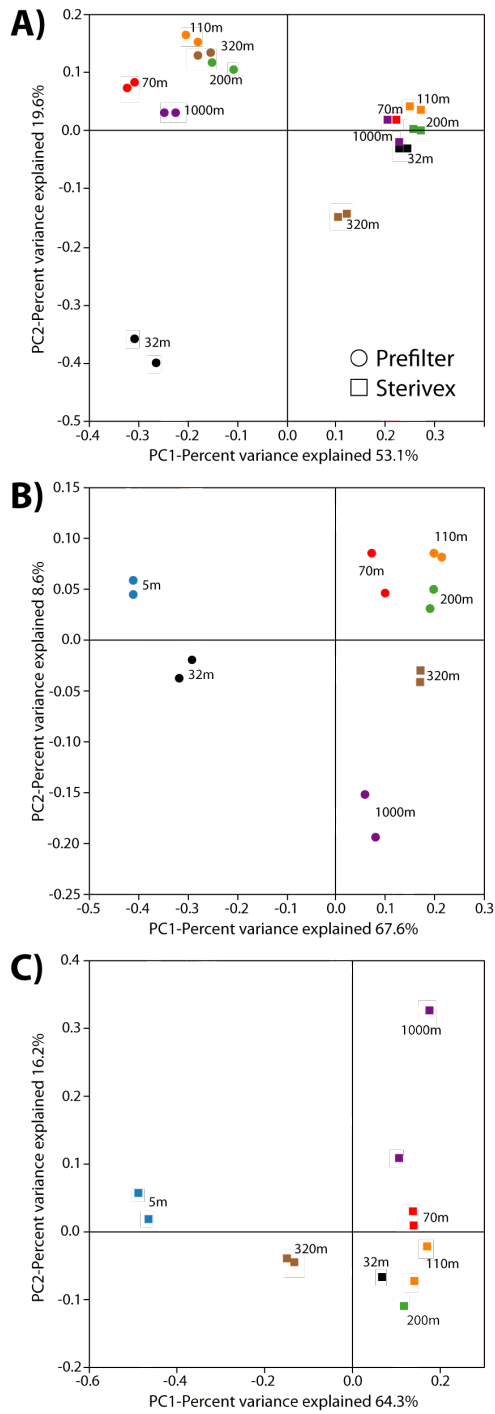 A)
0.2
0.1
0.0
-0.1
-0.2
-0.3
-0.4
-0.5
PC2-Percent variance explained 19.6%
110m
320m
70m
200m
1000m
110m
70m
200m
1000m
32m
320m
32m
Prefilter
Sterivex
-0.4 -0.3 -0.2 -0.1 0.0 0.1 0.2 0.3
PC1-Percent variance explained 53.1%
B)
0.15
0.10
0.05
0.0
-0.05
-0.10
-0.15
-0.20
-0.25
PC2-Percent variance explained 8.6%
110m
70m
5m
200m
32m
320m
1000m
-0.5 -0.4 -0.3 -0.2 -0.1 0.0 0.1 0.2 0.3
PC1-Percent variance explained 67.6%
C)
0.4
0.3
0.2
0.1
0.0
-0.1
-0.2
PC2-Percent variance explained 16.2%
1000m
5m
70m
320m
32m
110m
200m
-0.6 -0.4 -0.2 0.0 0.2
PC1-Percent variance explained 64.3%